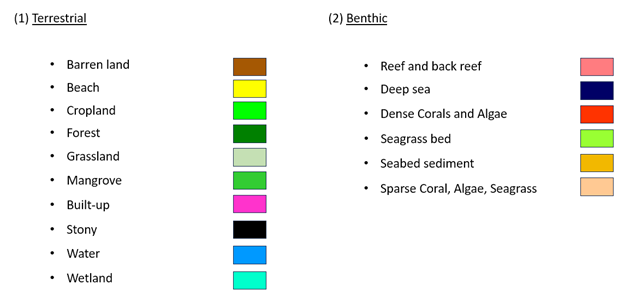 (1) Terrestrial
• Barren land
• Beach
• Cropland
• Forest
• Grassland
• Mangrove
• Built-up
• Stony
• Water
• Wetland
(2) Benthic
• Reef and back reef
• Deep sea
• Dense Corals and Algae
• Seagrass bed
• Seabed sediment
• Sparse Coral, Algae, Seagrass